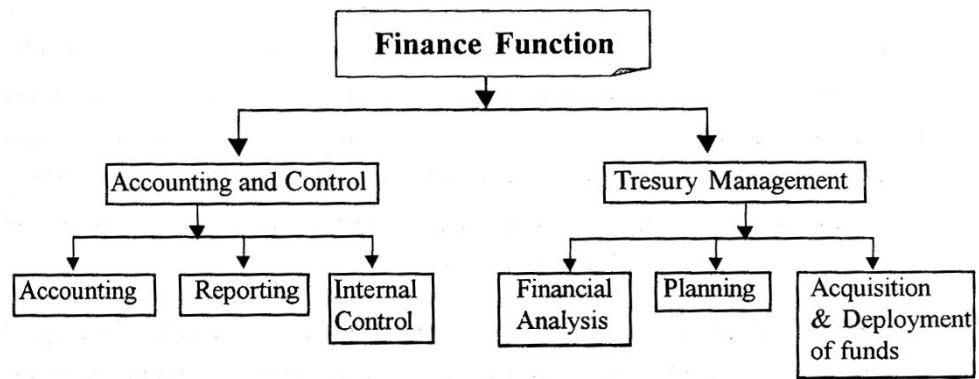 Finance Function
Accounting and Control
Tresury Management
Accounting
Reporting
Internal
Control
Financial
Analysis
Planning
Acquisition
& Deployment
of funds